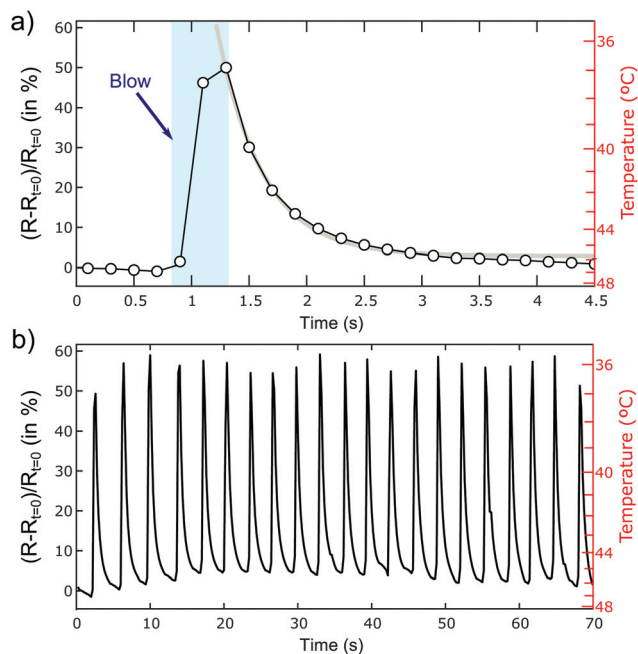 a)
(R-R_{t=0})/R_{t=0} (in %)
60
50
40
30
20
10
0
Blow
36
40
44
48
Temperature (ºC)
0 0.5 1 1.5 2 2.5 3 3.5 4 4.5
Time (s)
b)
(R-R_{t=0})/R_{t=0} (in %)
60
50
40
30
20
10
0
36
40
44
48
Temperature (ºC)
0 10 20 30 40 50 60 70
Time (s)